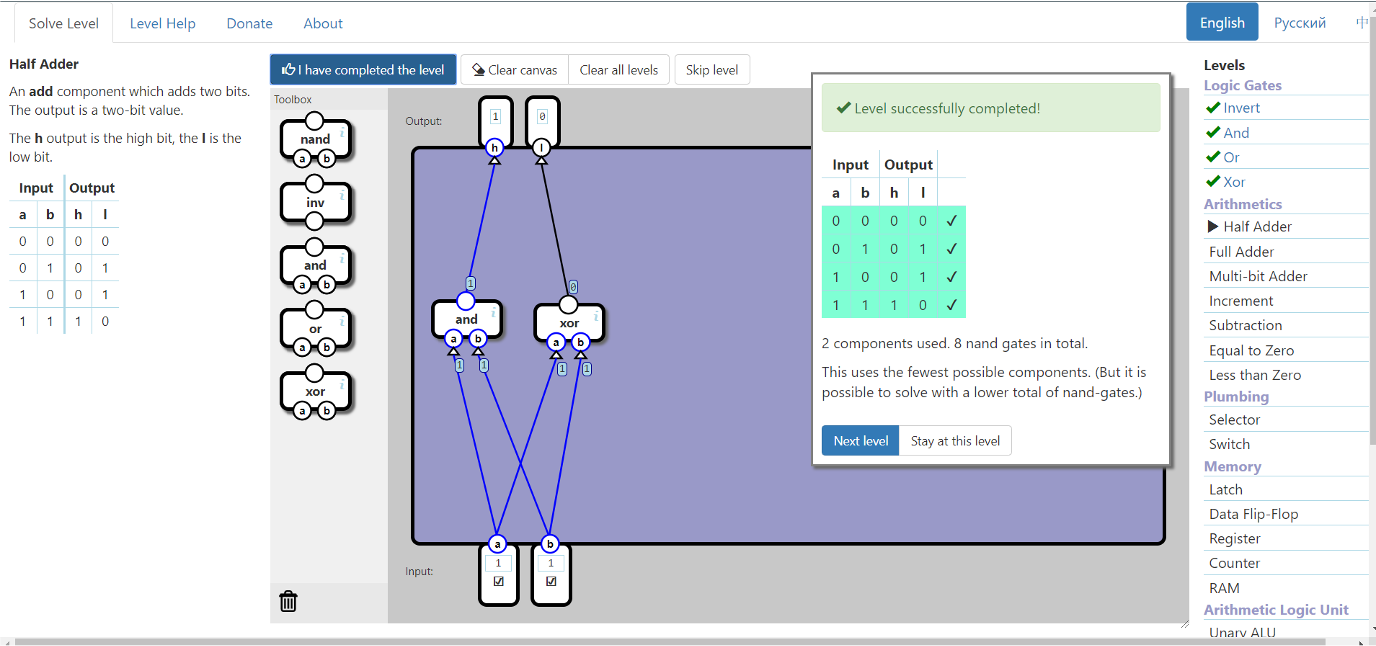 Solve Level Level Help Donate About English Русский 中
Half Adder
An add component which adds two bits.
The output is a two-bit value.
The h output is the high bit, the l is the
low bit.
Input Output
a b h l
0 0 0 0
0 1 0 1
1 0 0 1
1 1 1 0
I have completed the level Clear canvas Clear all levels Skip level
Toolbox
nand i
a b
inv i
and i
a b
or i
a b
xor i
a b
Output:
1 0
h l
1 0
and i xor i
a b a b
1 1 1 1
a b
Input:
1 1
Level successfully completed!
Input Output
a b h l
0 0 0 0 ✓
0 1 0 1 ✓
1 0 0 1 ✓
1 1 1 0 ✓
2 components used. 8 nand gates in total.
This uses the fewest possible components. (But it is
possible to solve with a lower total of nand-gates.)
Next level Stay at this level
Levels
Logic Gates
Invert
And
Or
Xor
Arithmetics
Half Adder
Full Adder
Multi-bit Adder
Increment
Subtraction
Equal to Zero
Less than Zero
Plumbing
Selector
Switch
Memory
Latch
Data Flip-Flop
Register
Counter
RAM
Arithmetic Logic Unit
Unary ALU